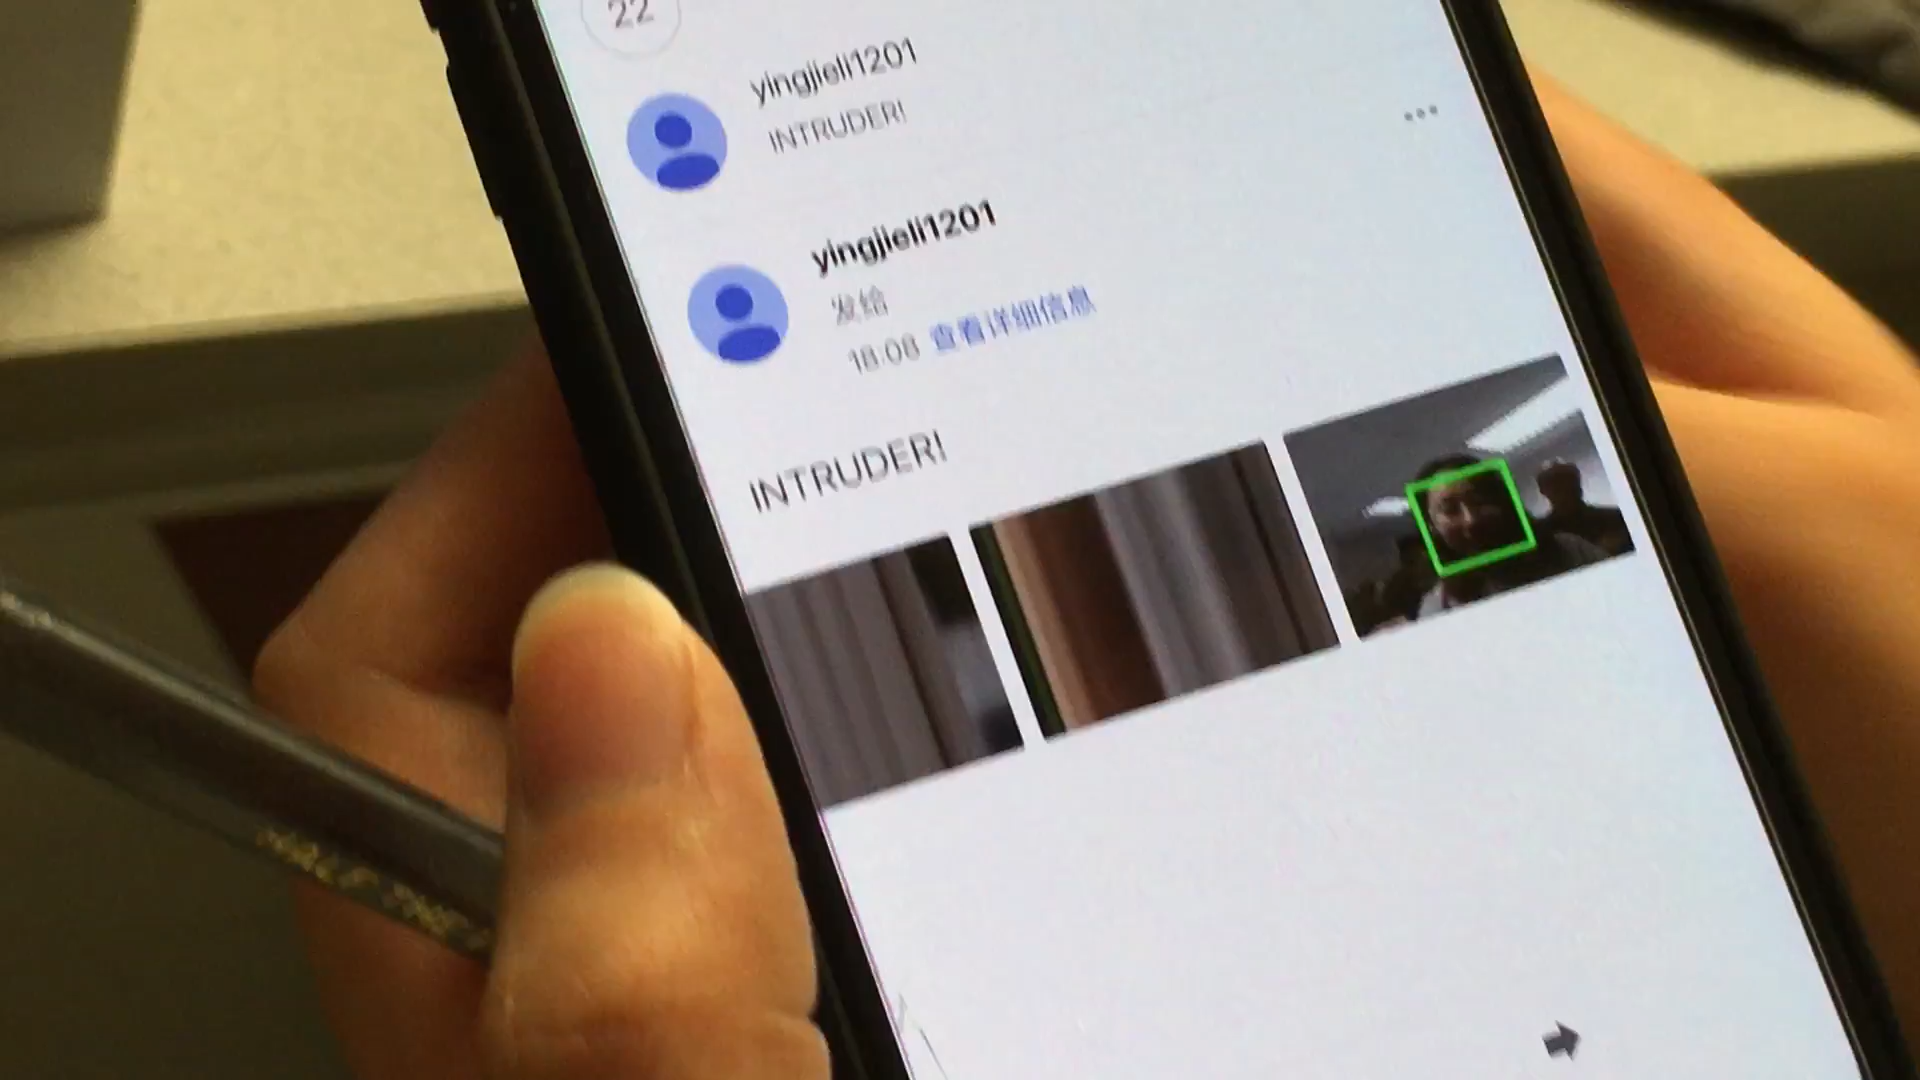 22
yingjieli1201
INTRUDER!
yingjieli1201
发给
18:08 查看详细信息
INTRUDER!